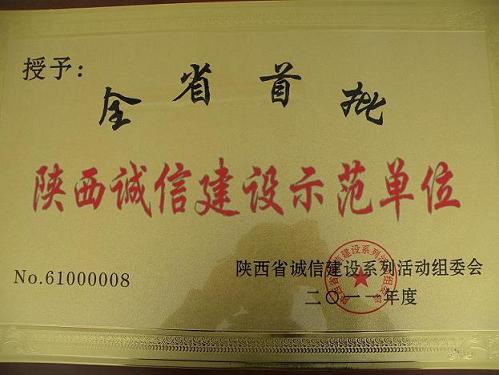 授予：
全省首批
陕西诚信建设示范单位
No.61000008
陕西省诚信建设系列活动组委会
二〇一一年度